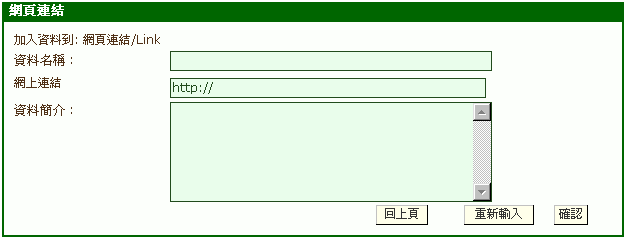 網頁連結
加入資料到: 網頁連結/Link
資料名稱：
網上連結
http://
資料簡介：
回上頁 重新輸入 確認